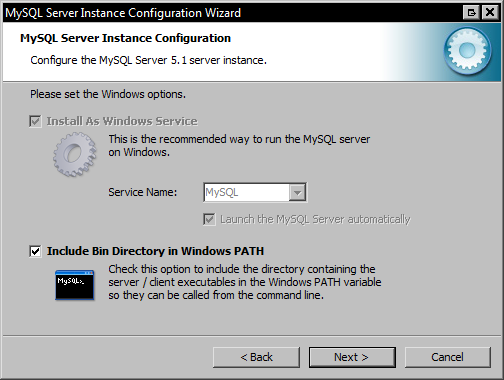 MySQL Server Instance Configuration Wizard
MySQL Server Instance Configuration
Configure the MySQL Server 5.1 server instance.
Please set the Windows options.
Install As Windows Service
This is the recommended way to run the MySQL server
on Windows.
Service Name:
MySQL
Launch the MySQL Server automatically
Include Bin Directory in Windows PATH
MySQL>_
Check this option to include the directory containing the
server / client executables in the Windows PATH variable
so they can be called from the command line.
< Back
Next >
Cancel